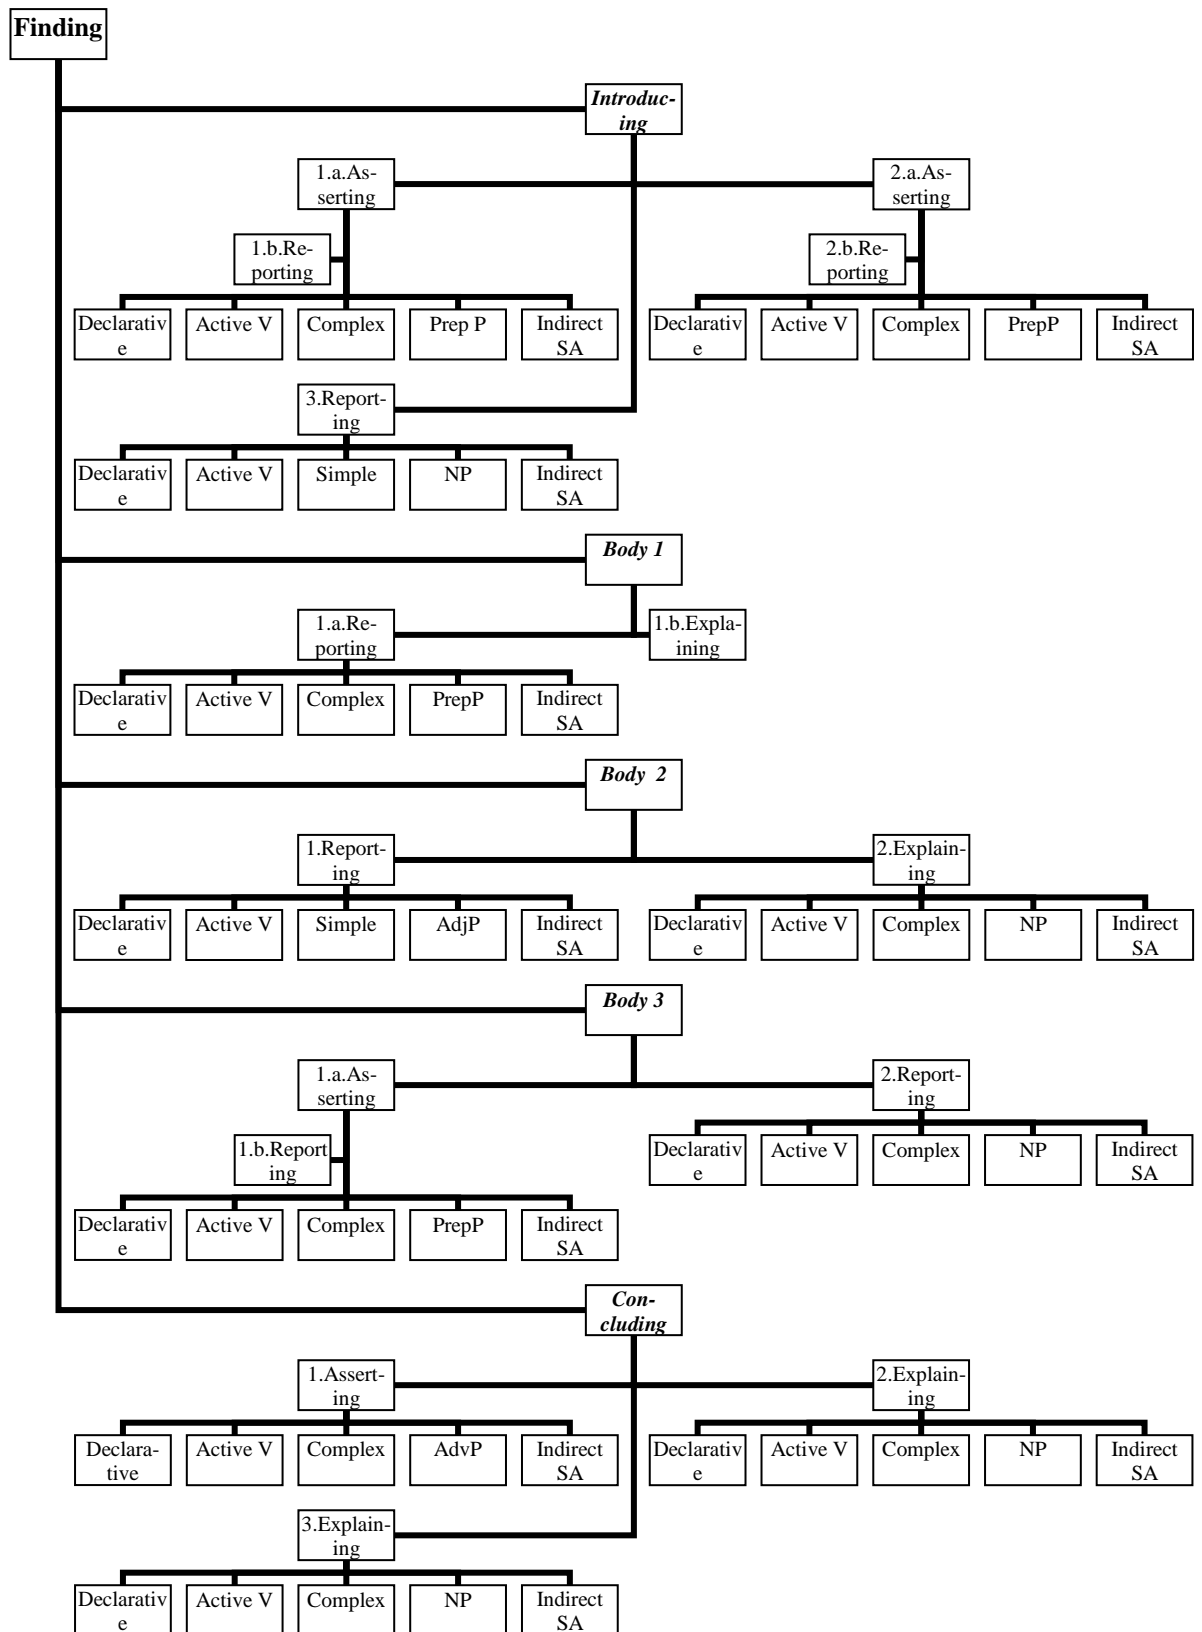 Finding
Introduc-
ing
1.a.As-
serting
2.a.As-
serting
1.b.Re-
porting
2.b.Re-
porting
Declarativ
e
Active V
Complex
Prep P
Indirect
SA
Declarativ
e
Active V
Complex
PrepP
Indirect
SA
3.Report-
ing
Declarativ
e
Active V
Simple
NP
Indirect
SA
Body 1
1.a.Re-
porting
1.b.Expla-
ining
Declarativ
e
Active V
Complex
PrepP
Indirect
SA
Body 2
1.Report-
ing
2.Explain-
ing
Declarativ
e
Active V
Simple
AdjP
Indirect
SA
Declarativ
e
Active V
Complex
NP
Indirect
SA
Body 3
1.a.As-
serting
2.Report-
ing
1.b.Report
ing
Declarativ
e
Active V
Complex
NP
Indirect
SA
Declarativ
e
Active V
Complex
PrepP
Indirect
SA
Con-
cluding
1.Assert-
ing
2.Explain-
ing
Declara-
tive
Active V
Complex
AdvP
Indirect
SA
Declarativ
e
Active V
Complex
NP
Indirect
SA
3.Explain-
ing
Declarativ
e
Active V
Complex
NP
Indirect
SA